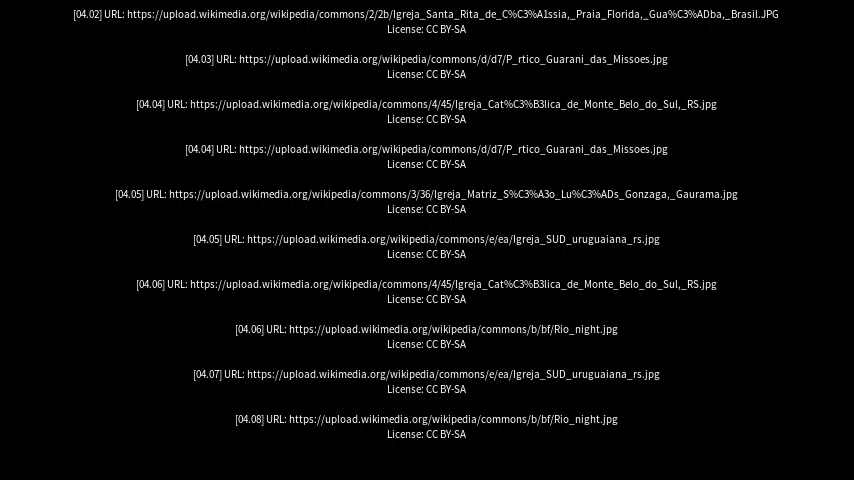 [04.02] URL: https://upload.wikimedia.org/wikipedia/commons/2/2b/Igreja_Santa_Rita_de_C%C3%A1ssia,_Praia_Florida,_Gua%C3%ADba,_Brasil.JPG
License: CC BY-SA
[04.03] URL: https://upload.wikimedia.org/wikipedia/commons/d/d7/P_rtico_Guarani_das_Missoes.jpg
License: CC BY-SA
[04.04] URL: https://upload.wikimedia.org/wikipedia/commons/4/45/Igreja_Cat%C3%B3lica_de_Monte_Belo_do_Sul,_RS.jpg
License: CC BY-SA
[04.04] URL: https://upload.wikimedia.org/wikipedia/commons/d/d7/P_rtico_Guarani_das_Missoes.jpg
License: CC BY-SA
[04.05] URL: https://upload.wikimedia.org/wikipedia/commons/3/36/Igreja_Matriz_S%C3%A3o_Lu%C3%ADs_Gonzaga,_Gaurama.jpg
License: CC BY-SA
[04.05] URL: https://upload.wikimedia.org/wikipedia/commons/e/ea/Igreja_SUD_uruguaiana_rs.jpg
License: CC BY-SA
[04.06] URL: https://upload.wikimedia.org/wikipedia/commons/4/45/Igreja_Cat%C3%B3lica_de_Monte_Belo_do_Sul,_RS.jpg
License: CC BY-SA
[04.06] URL: https://upload.wikimedia.org/wikipedia/commons/b/bf/Rio_night.jpg
License: CC BY-SA
[04.07] URL: https://upload.wikimedia.org/wikipedia/commons/e/ea/Igreja_SUD_uruguaiana_rs.jpg
License: CC BY-SA
[04.08] URL: https://upload.wikimedia.org/wikipedia/commons/b/bf/Rio_night.jpg
License: CC BY-SA